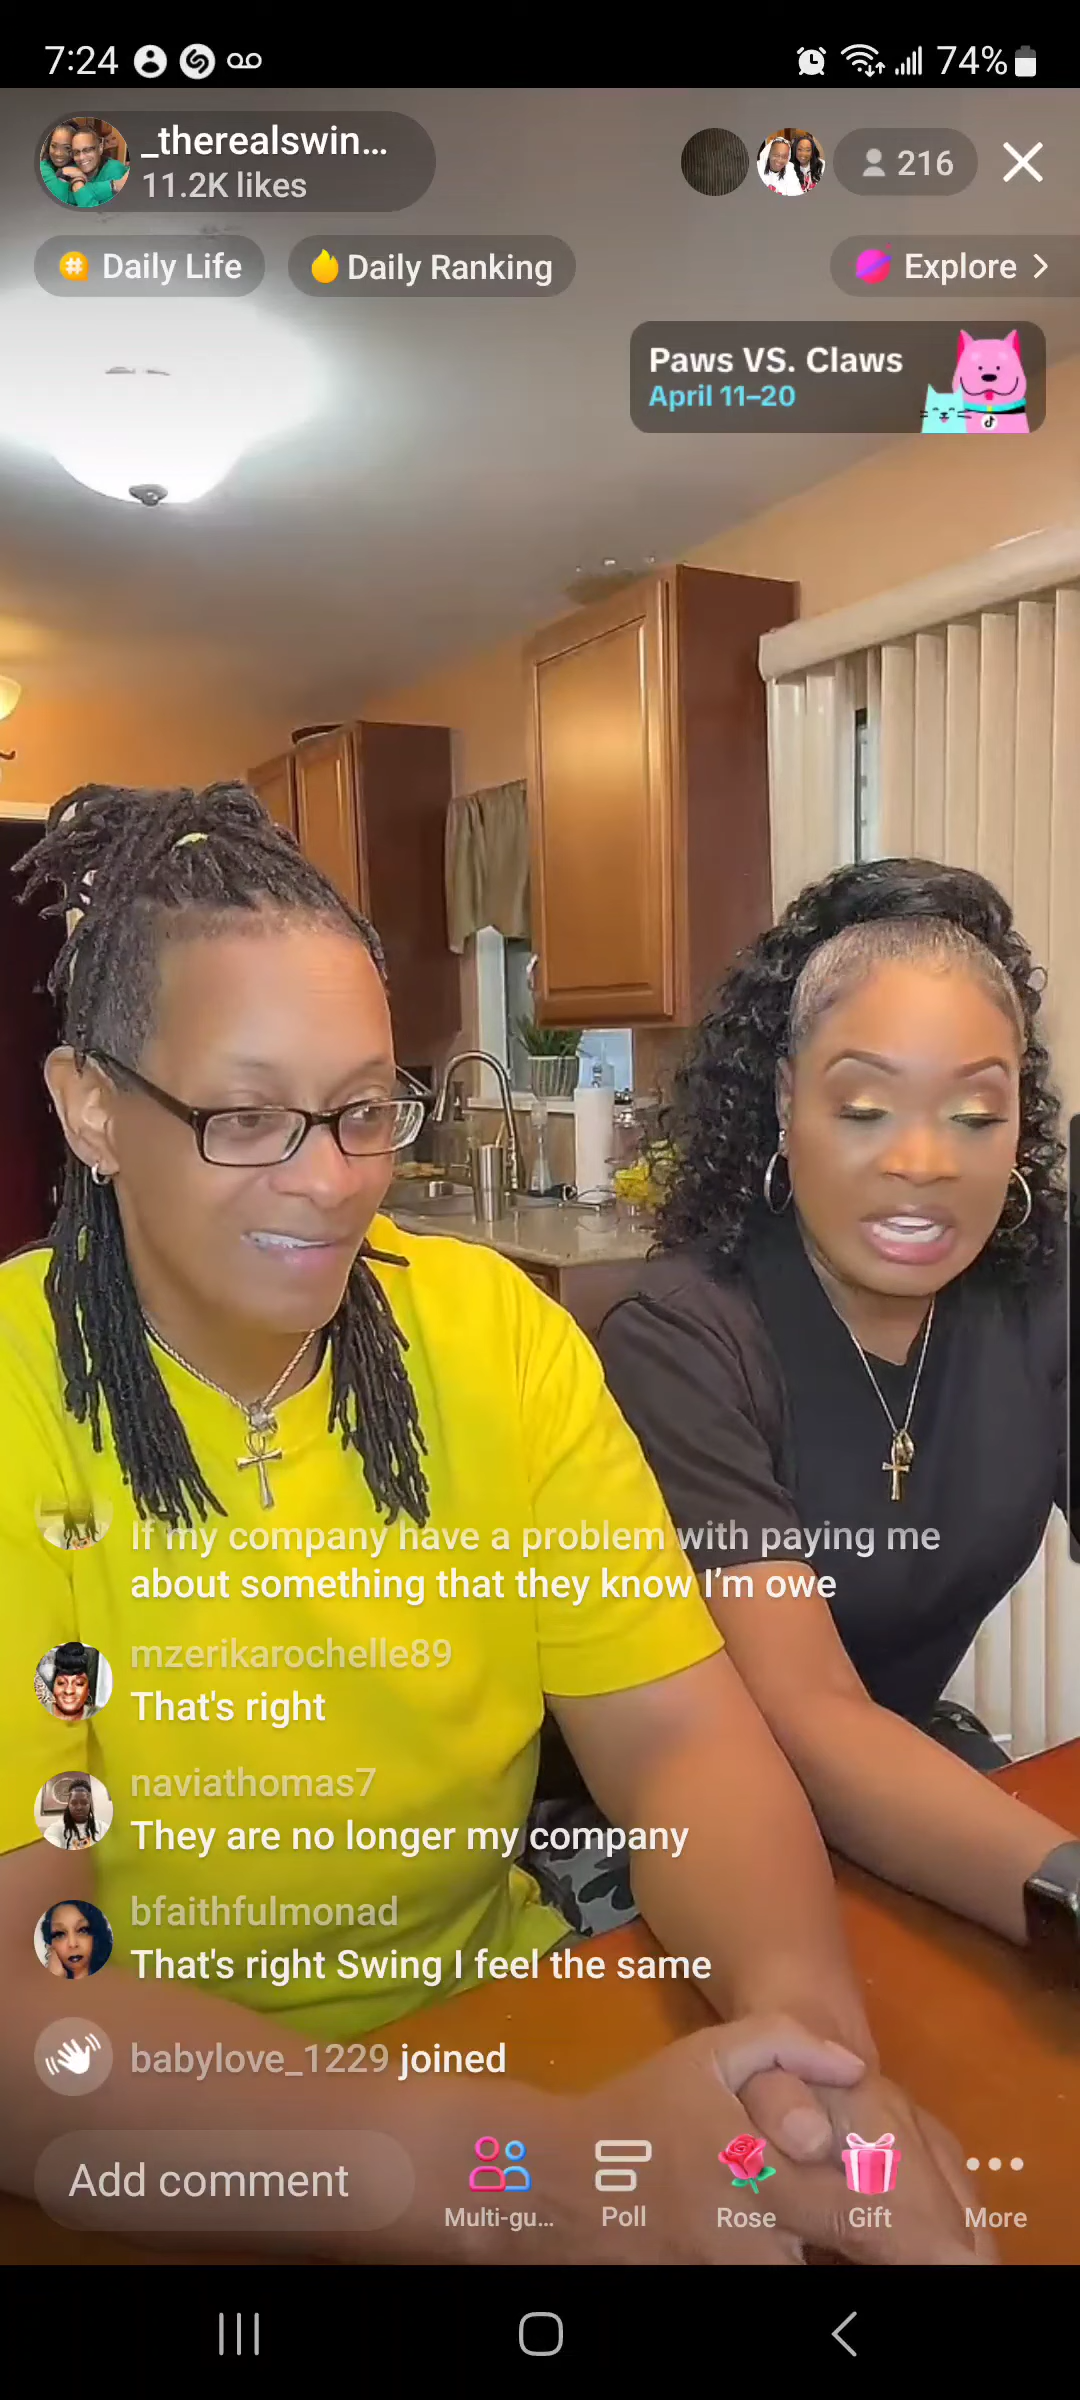 7:24
74%
_therealswin...
11.2K likes
216
Daily Life
Daily Ranking
Explore
Paws VS. Claws
April 11–20
If my company have a problem with paying me
about something that they know I'm owe
mzerikarochelle89
That's right
naviathomas7
They are no longer my company
bfaithfulmonad
That's right Swing I feel the same
babylove_1229 joined
Add comment
Multi-gu...
Poll
Rose
Gift
More